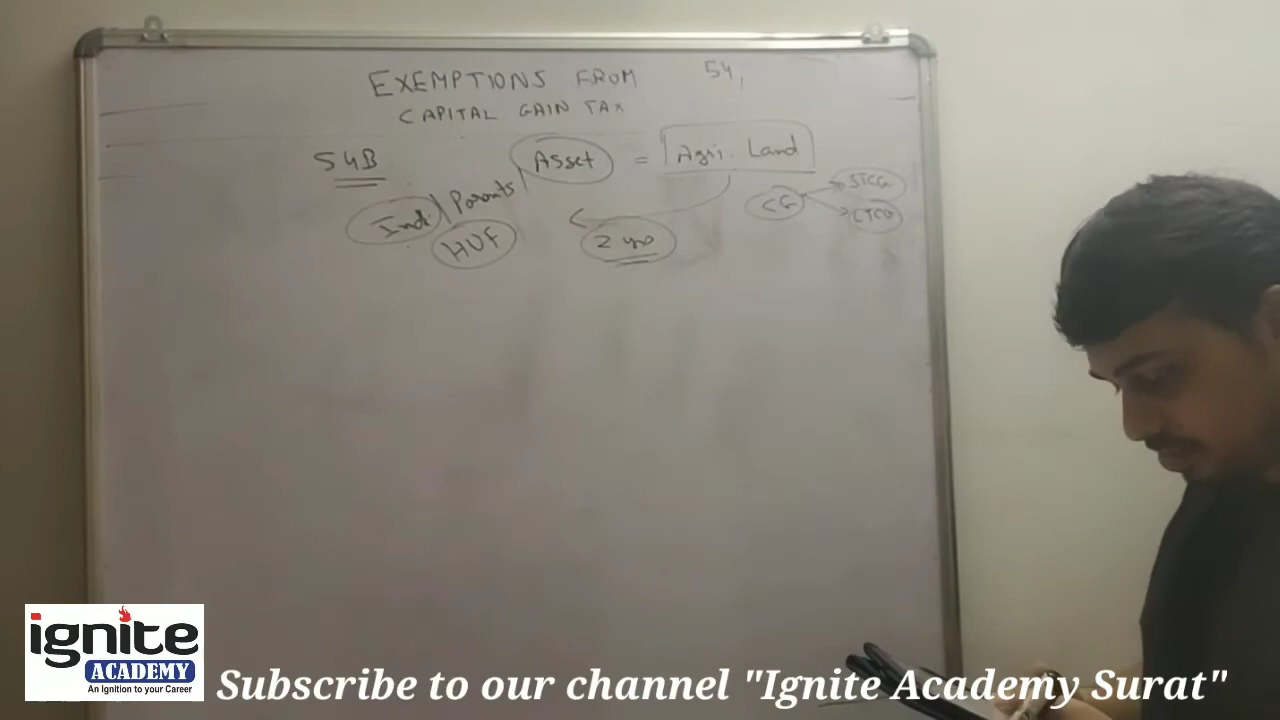 EXEMPTIONS FROM 54,
CAPITAL GAIN TAX
54B Asset = Agri. Land
Ind / Parents CG STCG
HUF 2 yrs LTCG
ignite
ACADEMY
An Ignition to your Career
Subscribe to our channel "Ignite Academy Surat"